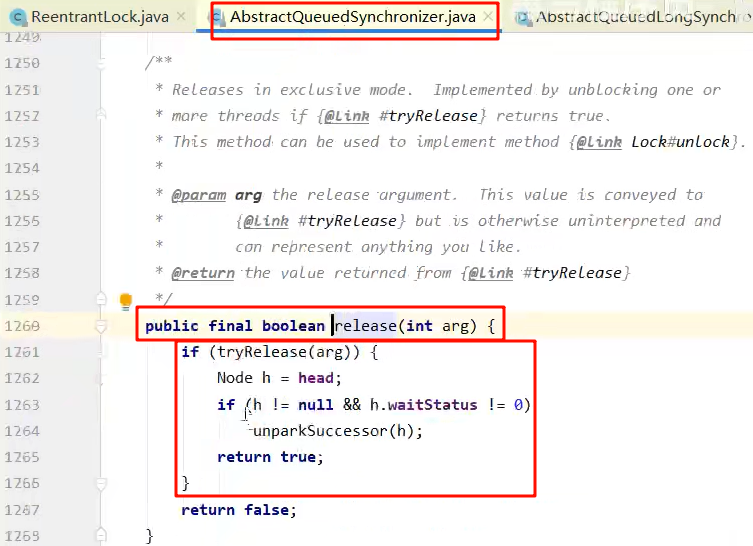 ReentrantLock.java × AbstractQueuedSynchronizer.java × AbstractQueuedLongSynchro
1249
1250 /**
1251 * Releases in exclusive mode. Implemented by unblocking one or
1252 * more threads if {@link #tryRelease} returns true.
1253 * This method can be used to implement method {@link Lock#unlock}.
1254 *
1255 * @param arg the release argument. This value is conveyed to
1256 * {@link #tryRelease} but is otherwise uninterpreted and
1257 * can represent anything you like.
1258 * @return the value returned from {@link #tryRelease}
1259 */
1260 public final boolean release(int arg) {
1261 if (tryRelease(arg)) {
1262 Node h = head;
1263 if (h != null && h.waitStatus != 0)
1264 unparkSuccessor(h);
1265 return true;
1266 }
1267 return false;
1268 }